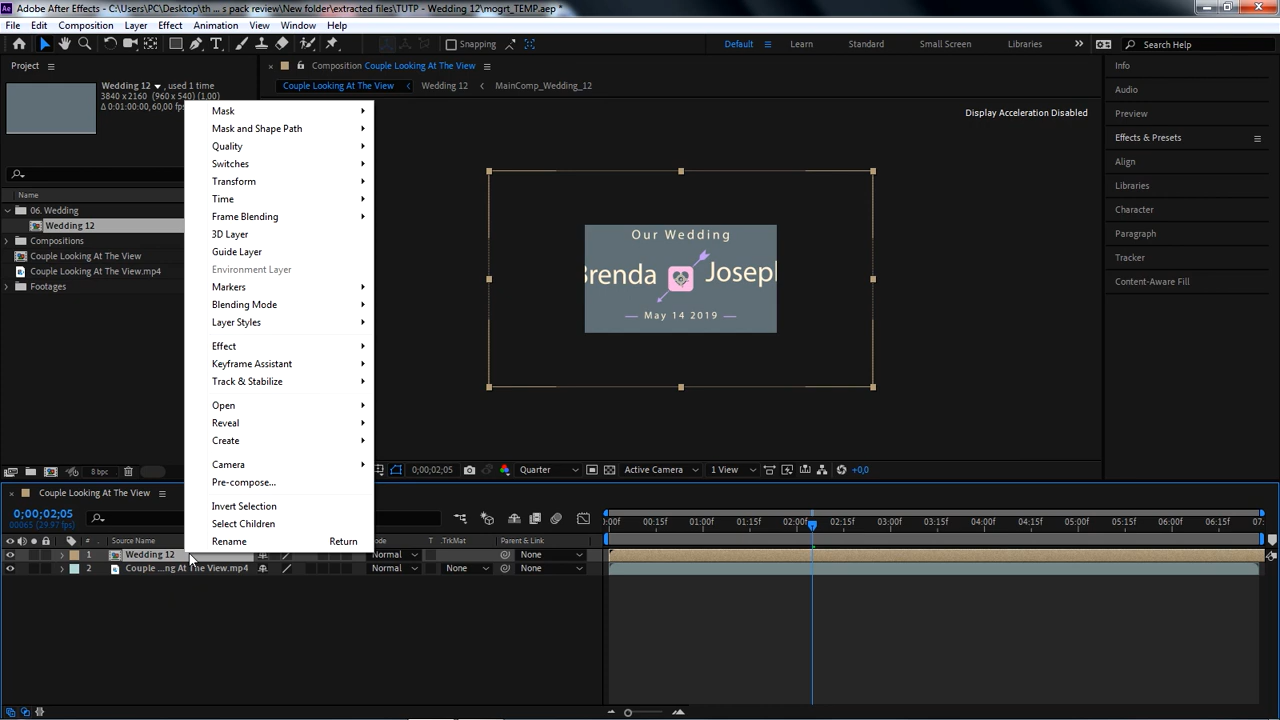 Adobe After Effects - C:\Users\PC\Desktop\th ... s pack review\New folder\extracted files\TUTP - Wedding 12\mogrt_TEMP.aep *
File Edit Composition Layer Effect Animation View Window Help
Snapping
Default
Learn
Standard
Small Screen
Libraries
Search Help
Project
Composition Couple Looking At The View
Info
Wedding 12 , used 1 time
3840 x 2160 (960 x 540) (1,00)
Δ 0:01:00:00, 60,00 fps
Couple Looking At The View
Wedding 12
MainComp_Wedding_12
Audio
Display Acceleration Disabled
Preview
Effects & Presets
Align
Libraries
Character
Paragraph
Tracker
Content-Aware Fill
Name
06. Wedding
Wedding 12
Compositions
Couple Looking At The View
Couple Looking At The View.mp4
Footages
Mask
Mask and Shape Path
Quality
Switches
Transform
Time
Frame Blending
3D Layer
Guide Layer
Environment Layer
Markers
Blending Mode
Layer Styles
Effect
Keyframe Assistant
Track & Stabilize
Open
Reveal
Create
Camera
Pre-compose...
Invert Selection
Select Children
Rename Return
Our Wedding
Brenda Joseph
May 14 2019
8 bpc
0;00;02;05
Quarter
Active Camera
1 View
+0,0
Couple Looking At The View
0;00;02;05
00065 (29.97 fps)
:00f 00:15f 01:00f 01:15f 02:00f 02:15f 03:00f 03:15f 04:00f 04:15f 05:00f 05:15f 06:00f 06:15f 07:
# Source Name Mode T .TrkMat Parent & Link
1 Wedding 12 Normal None
2 Couple ...ng At The View.mp4 Normal None None